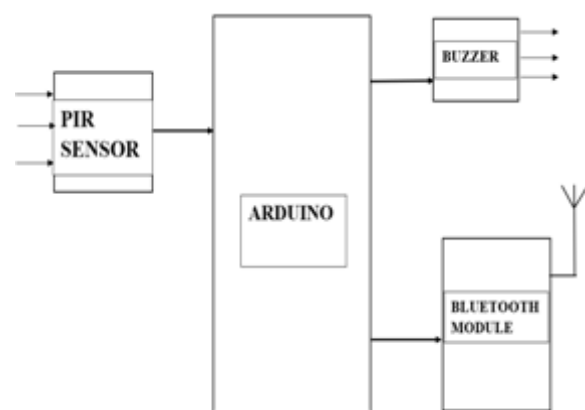 PIR
SENSOR
ARDUINO
BUZZER
BLUETOOTH
MODULE